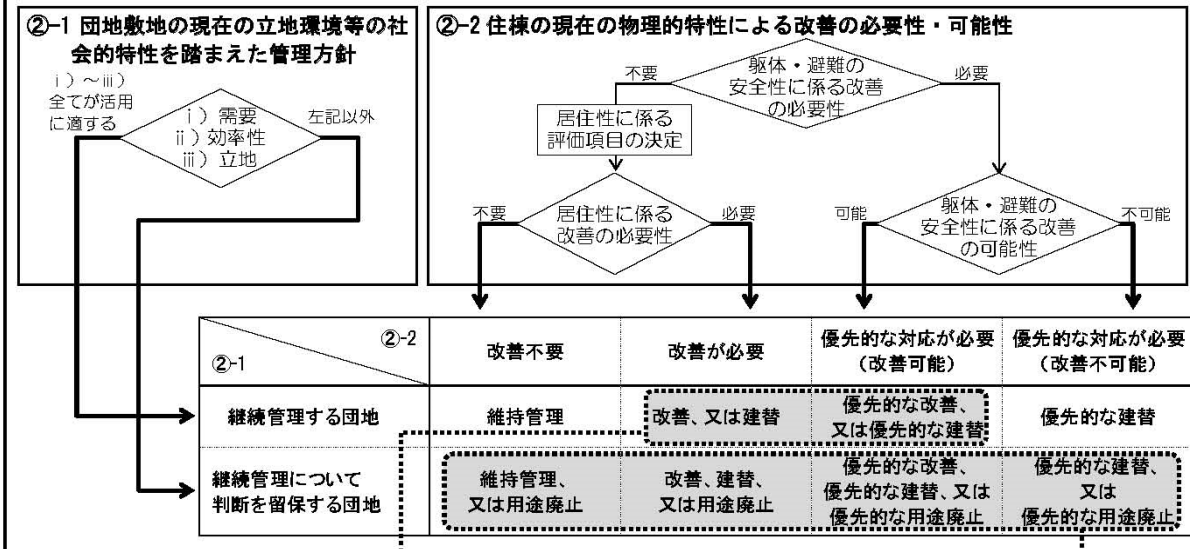 ②-1 団地敷地の現在の立地環境等の社
会的特性を踏まえた管理方針
ⅰ）～ⅲ）
全てが活用
に適する
ⅰ）需要
ⅱ）効率性
ⅲ）立地
左記以外
②-2 住棟の現在の物理的特性による改善の必要性・可能性
不要
躯体・避難の
安全性に係る改善
の必要性
必要
居住性に係る
評価項目の決定
不要
居住性に係る
改善の必要性
必要
可能
躯体・避難の
安全性に係る改善
の可能性
不可能
②-2
②-1
改善不要
改善が必要
優先的な対応が必要
（改善可能）
優先的な対応が必要
（改善不可能）
継続管理する団地
維持管理
改善、又は建替
優先的な改善、
又は優先的な建替
優先的な建替
継続管理について
判断を留保する団地
維持管理、
又は用途廃止
改善、建替、
又は用途廃止
優先的な改善、
優先的な建替、又は
優先的な用途廃止
優先的な建替、
又は
優先的な用途廃止